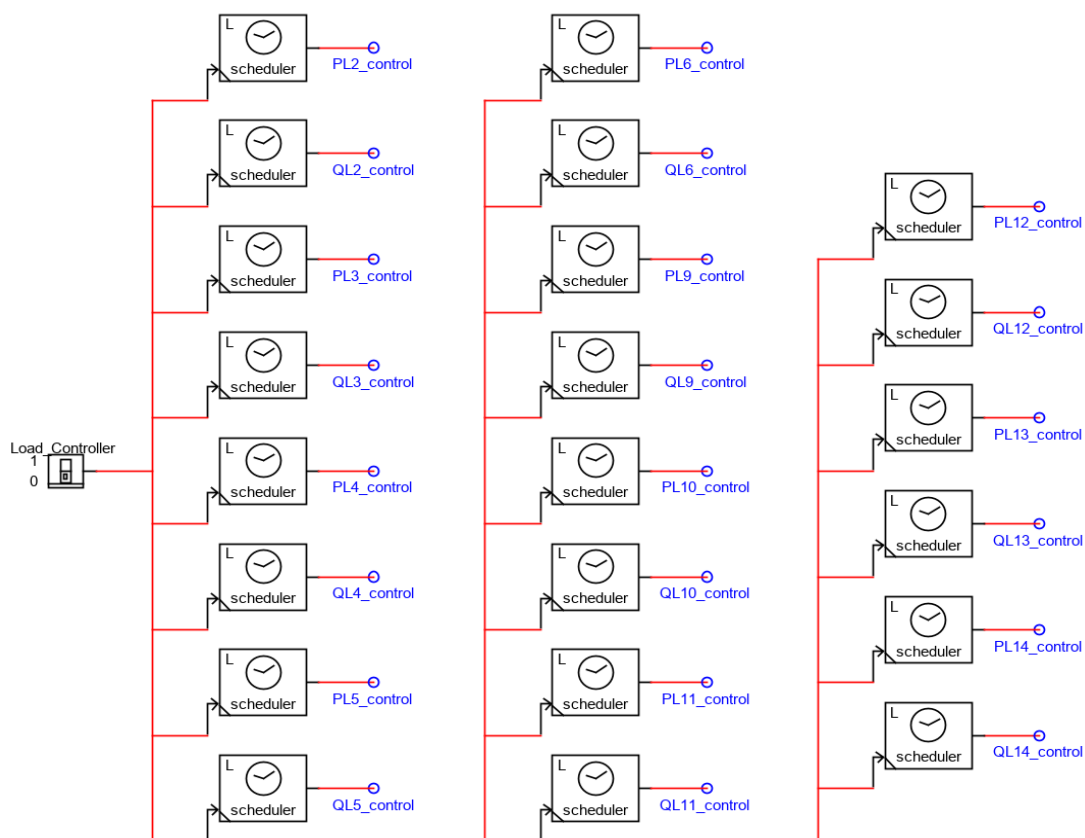 L
scheduler
PL2_control
L
scheduler
QL2_control
L
scheduler
PL3_control
L
scheduler
QL3_control
Load_Controller
1
0
L
scheduler
PL4_control
L
scheduler
QL4_control
L
scheduler
PL5_control
L
scheduler
QL5_control
L
scheduler
PL6_control
L
scheduler
QL6_control
L
scheduler
PL9_control
L
scheduler
QL9_control
L
scheduler
PL10_control
L
scheduler
QL10_control
L
scheduler
PL11_control
L
scheduler
QL11_control
L
scheduler
PL12_control
L
scheduler
QL12_control
L
scheduler
PL13_control
L
scheduler
QL13_control
L
scheduler
PL14_control
L
scheduler
QL14_control